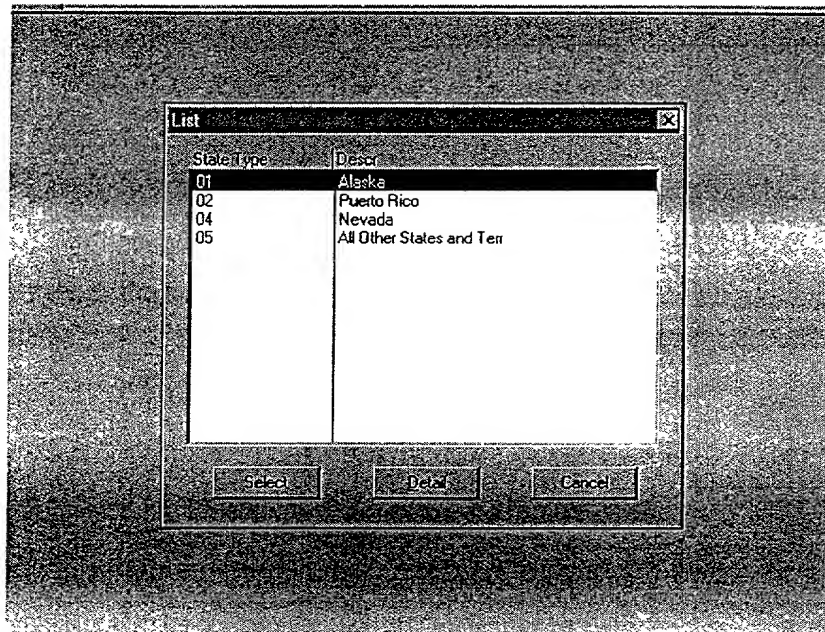 List
State Type Descr
01 Alaska
02 Puerto Rico
04 Nevada
05 All Other States and Terr
Select Detail Cancel